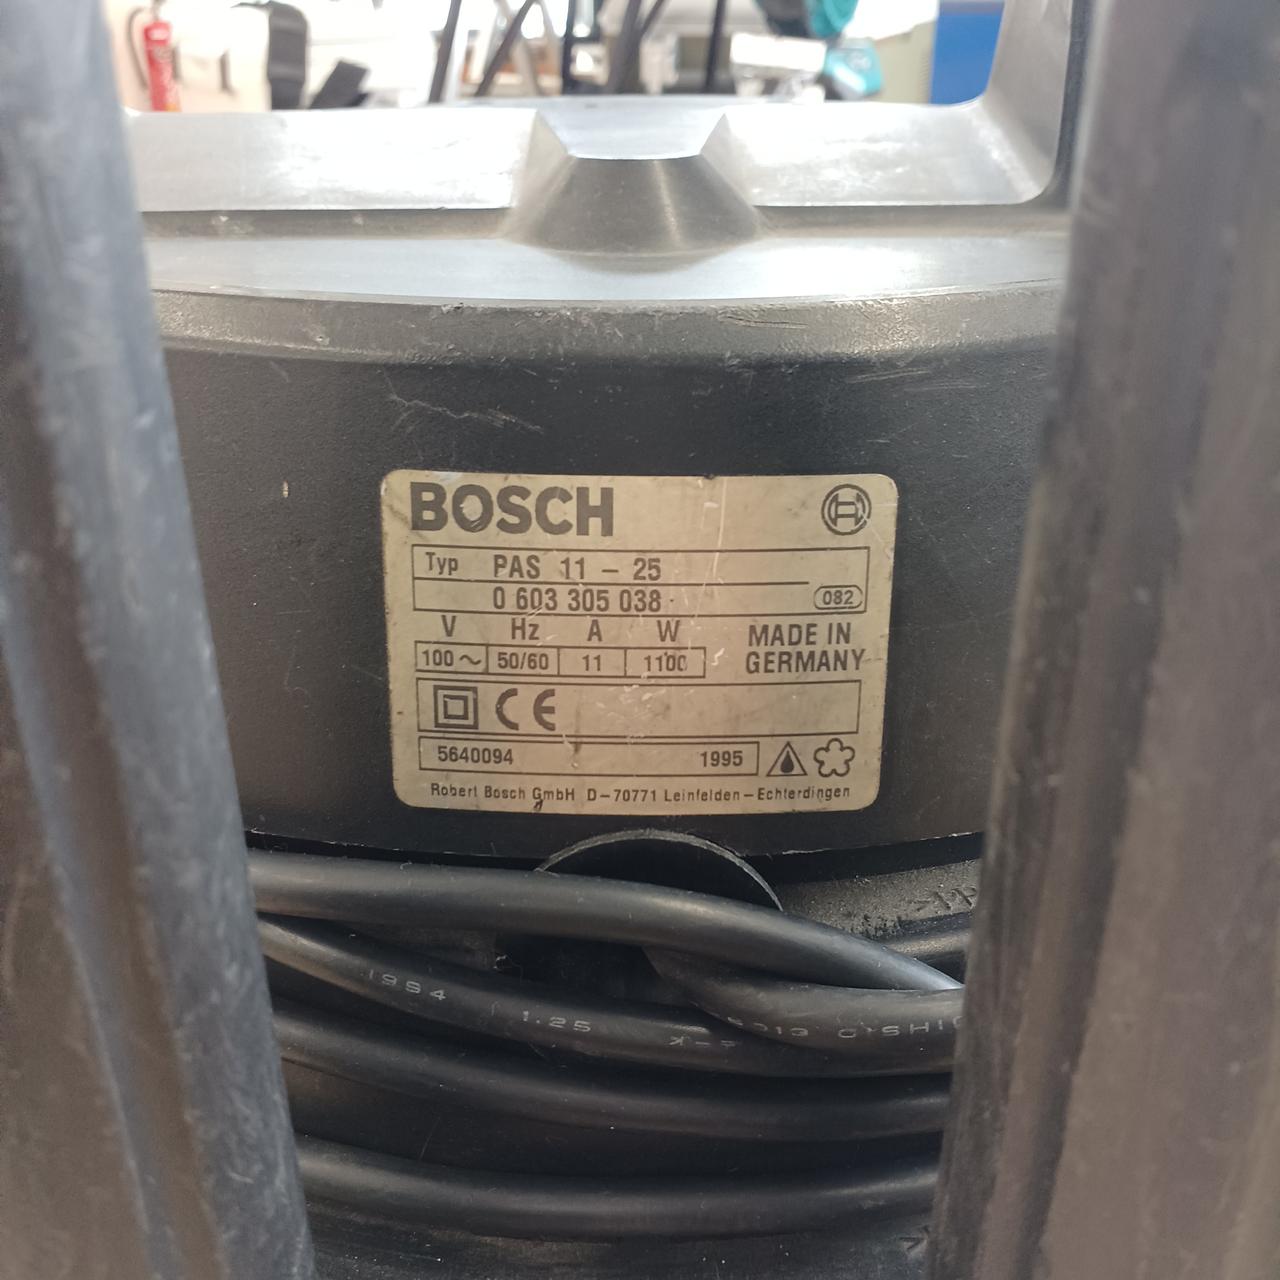 BOSCH
Typ PAS 11 - 25
0 603 305 038 082
V Hz A W
100~ 50/60 11 1100
MADE IN
GERMANY
CE
5640094 1995
Robert Bosch GmbH D-70771 Leinfelden-Echterdingen
1994 1.25